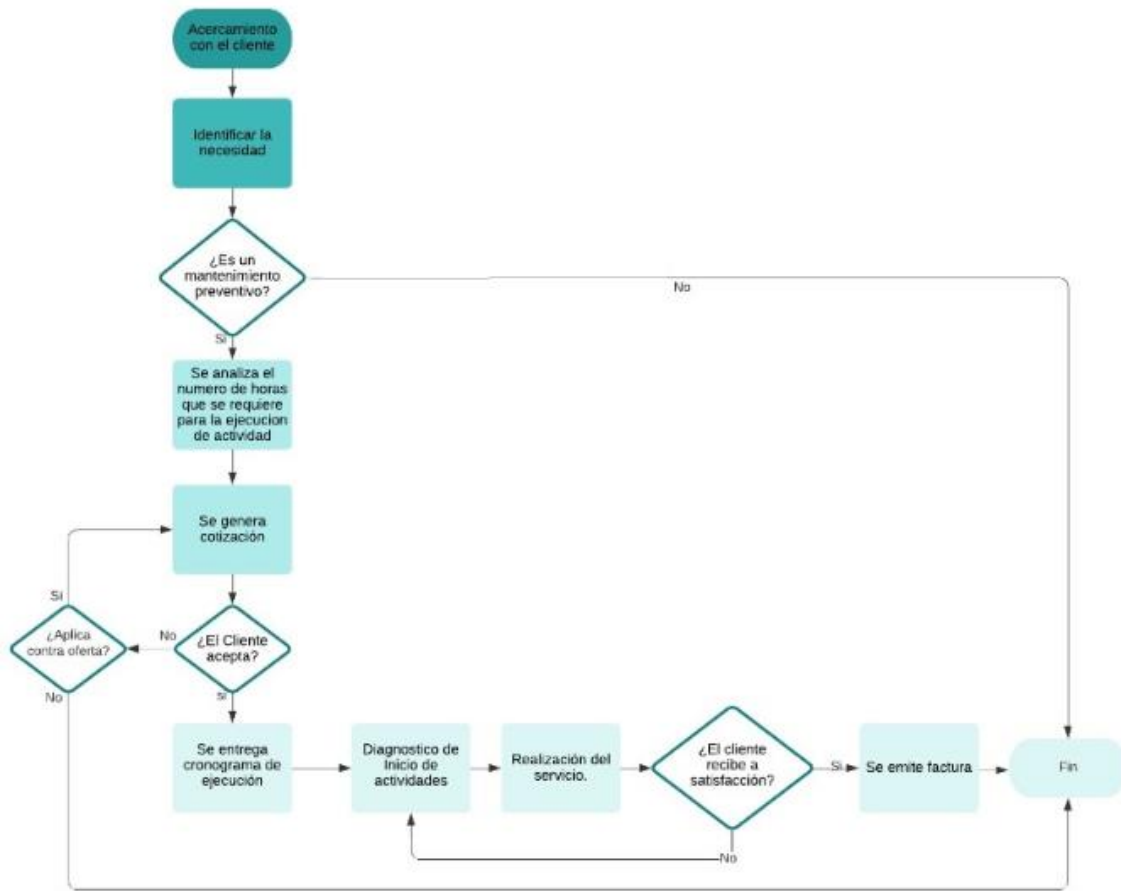 Acercamiento
con el cliente
Identificar la
necesidad
¿Es un
mantenimiento
preventivo?
No
Si
Se analiza el
numero de horas
que se requiere
para la ejecucion
de actividad
Se genera
cotización
Si
¿Aplica
contra oferta?
No
¿El Cliente
acepta?
No
si
Se entrega
cronograma de
ejecución
Diagnostico de
Inicio de
actividades
Realización del
servicio.
¿El cliente
recibe a
satisfacción?
Si
Se emite factura
Fin
No